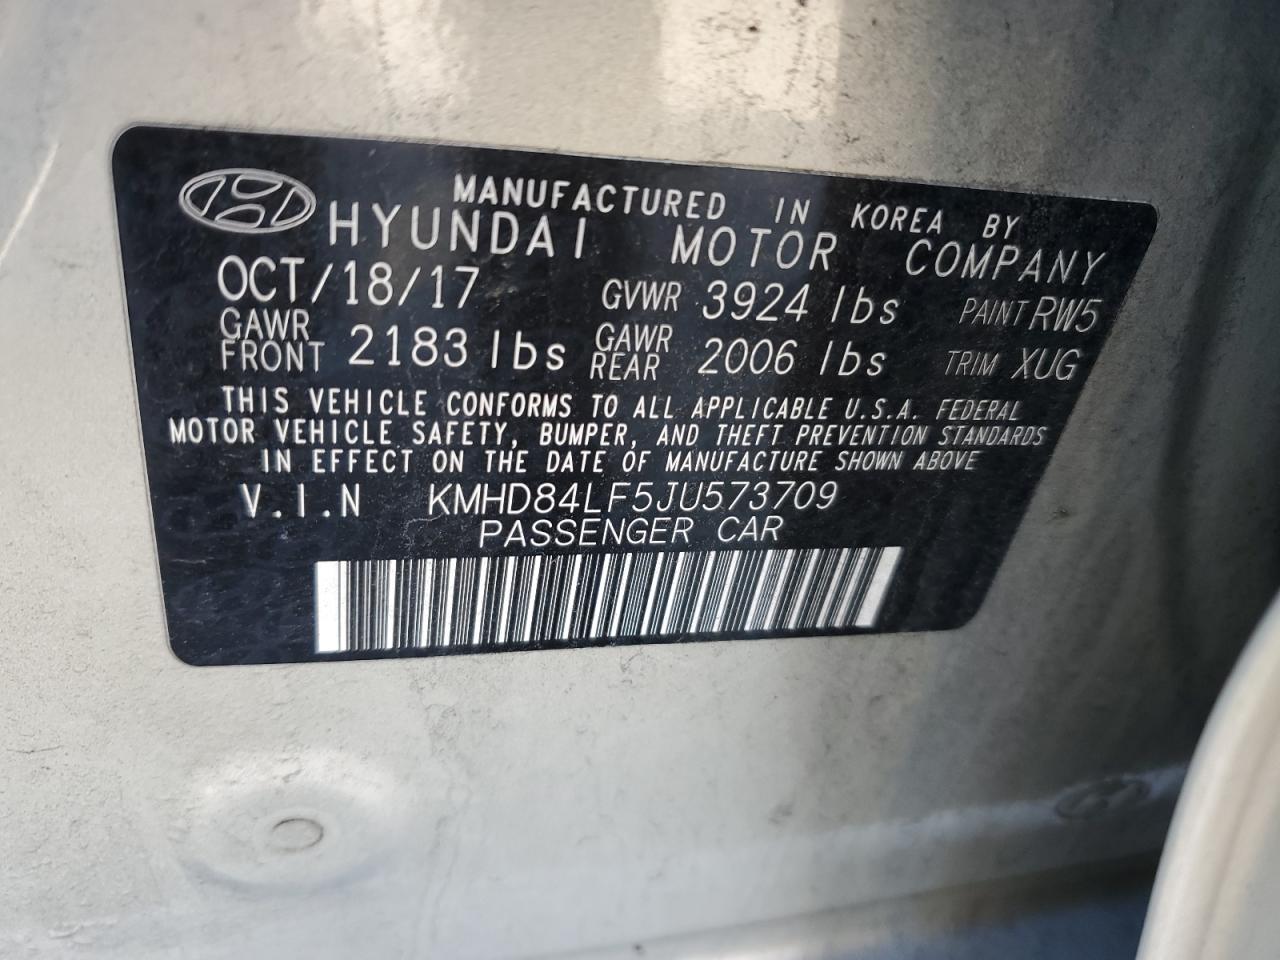 MANUFACTURED IN KOREA BY
HYUNDAI MOTOR COMPANY
OCT/18/17 GVWR 3924 lbs PAINT RW5
GAWR FRONT 2183 lbs GAWR REAR 2006 lbs TRIM XUG
THIS VEHICLE CONFORMS TO ALL APPLICABLE U.S.A. FEDERAL
MOTOR VEHICLE SAFETY, BUMPER, AND THEFT PREVENTION STANDARDS
IN EFFECT ON THE DATE OF MANUFACTURE SHOWN ABOVE
V.I.N KMHD84LF5JU573709
PASSENGER CAR